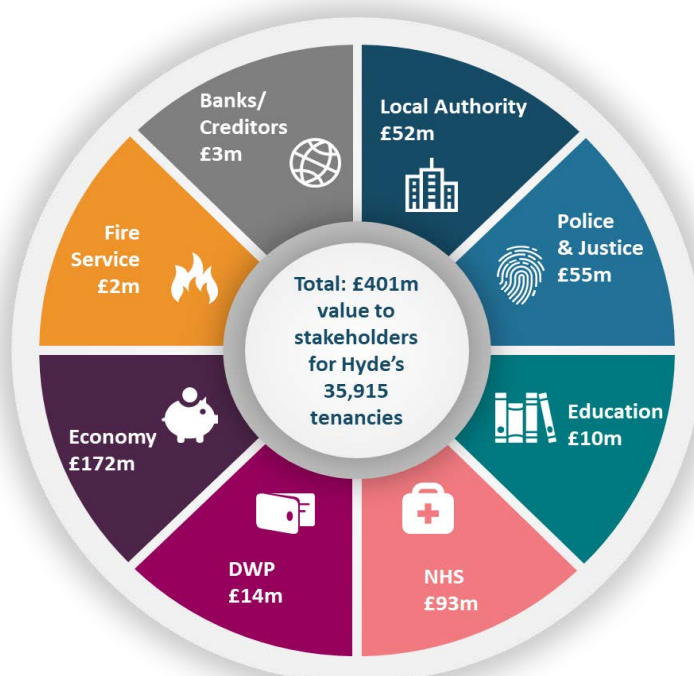 Banks/
Creditors
£3m
Local Authority
£52m
Police
& Justice
£55m
Education
£10m
NHS
£93m
DWP
£14m
Economy
£172m
Fire
Service
£2m
Total: £401m
value to
stakeholders
for Hyde's
35,915
tenancies